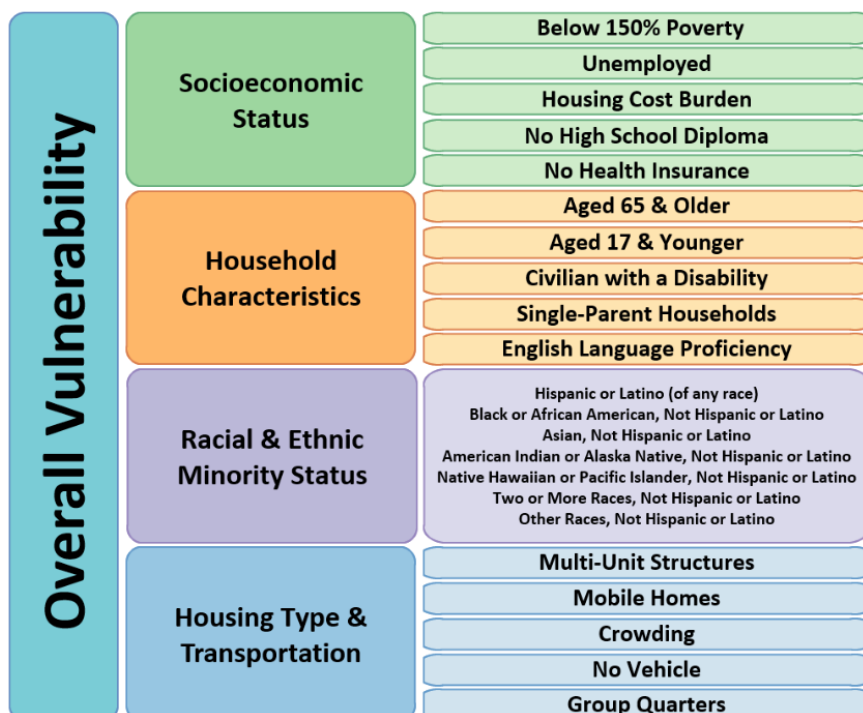 Overall Vulnerability
Socioeconomic
Status
Below 150% Poverty
Unemployed
Housing Cost Burden
No High School Diploma
No Health Insurance
Household
Characteristics
Aged 65 & Older
Aged 17 & Younger
Civilian with a Disability
Single-Parent Households
English Language Proficiency
Racial & Ethnic
Minority Status
Hispanic or Latino (of any race)
Black or African American, Not Hispanic or Latino
Asian, Not Hispanic or Latino
American Indian or Alaska Native, Not Hispanic or Latino
Native Hawaiian or Pacific Islander, Not Hispanic or Latino
Two or More Races, Not Hispanic or Latino
Other Races, Not Hispanic or Latino
Housing Type &
Transportation
Multi-Unit Structures
Mobile Homes
Crowding
No Vehicle
Group Quarters